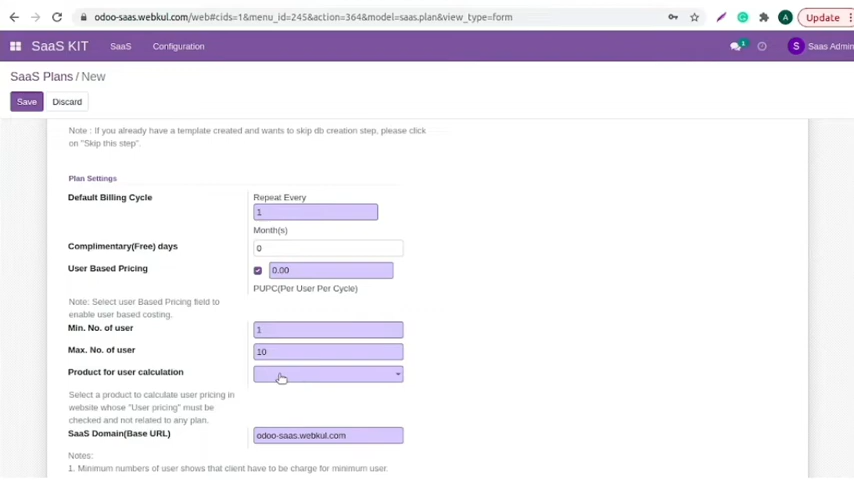 odoo-saas.webkul.com/web#cids=1&menu_id=245&action=364&model=saas.plan&view_type=form
A
Update
SaaS KIT
SaaS
Configuration
1
S
Saas Admin
SaaS Plans / New
Save
Discard
Note : If you already have a template created and wants to skip db creation step, please click
on "Skip this step".
Plan Settings
Default Billing Cycle
Repeat Every
1
Month(s)
Complimentary(Free) days
0
User Based Pricing
0.00
PUPC(Per User Per Cycle)
Note: Select user Based Pricing field to
enable user based costing.
Min. No. of user
1
Max. No. of user
10
Product for user calculation
Select a product to calculate user pricing in
website whose "User pricing" must be
checked and not related to any plan.
SaaS Domain(Base URL)
odoo-saas.webkul.com
Notes:
1. Minimum numbers of user shows that client have to be charge for minimum user.